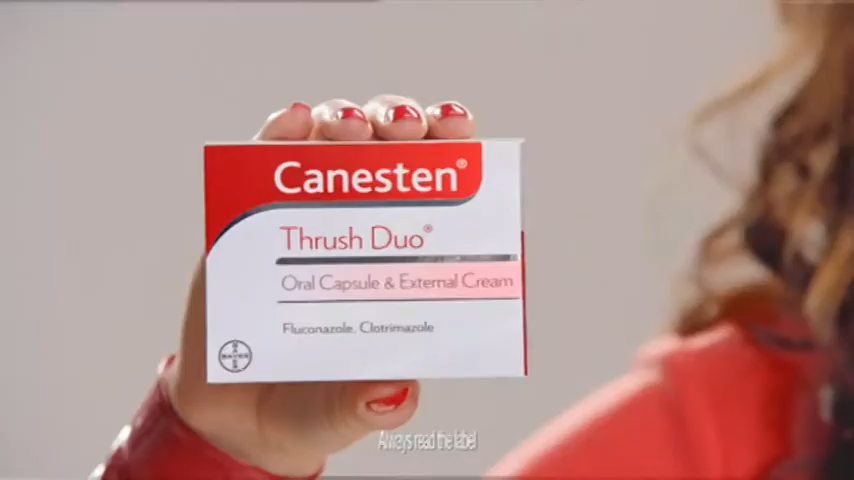 Canesten®
Thrush Duo®
Oral Capsule & External Cream
Fluconazole, Clotrimazole
BAYER
Always read the label